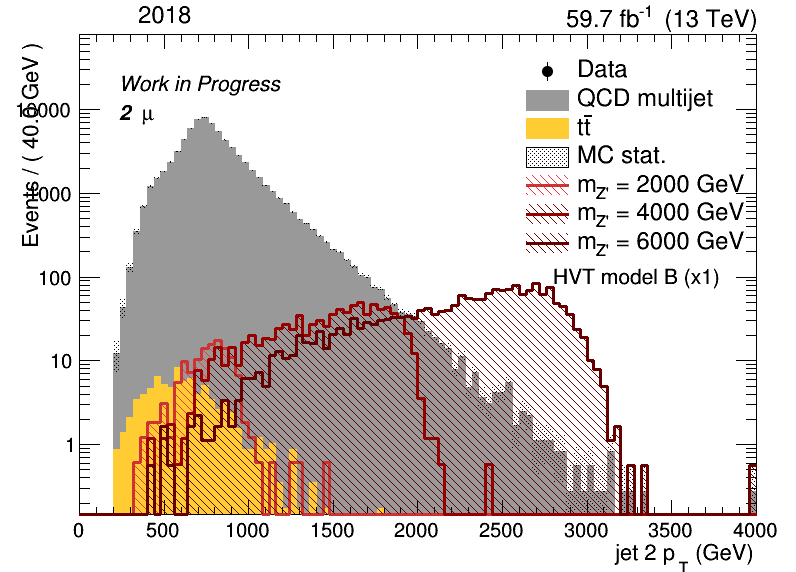 2018
59.7 fb⁻¹ (13 TeV)
Work in Progress
2 μ
Data
QCD multijet
tt̄
MC stat.
m_Z' = 2000 GeV
m_Z' = 4000 GeV
m_Z' = 6000 GeV
HVT model B (x1)
Events / ( 40.0 GeV )
10000
1000
100
10
1
0 500 1000 1500 2000 2500 3000 3500 4000
jet 2 p_T (GeV)